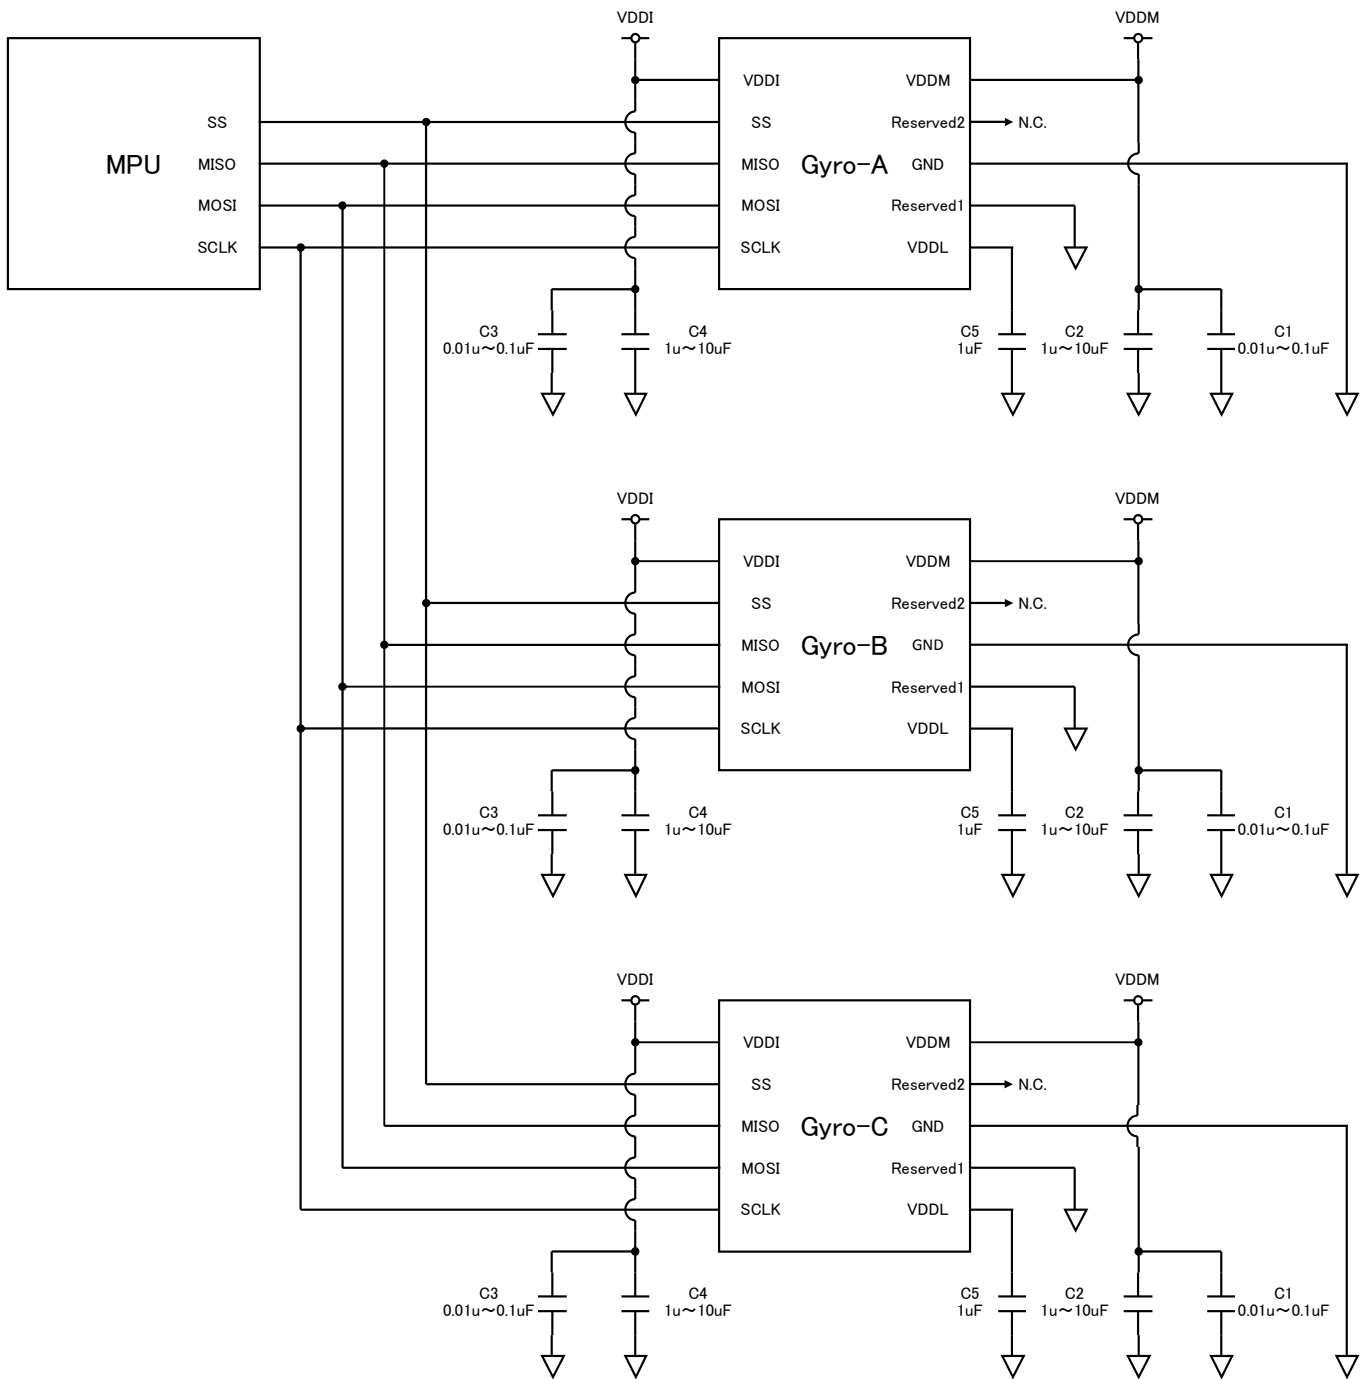 VDDI
VDDM
MPU
SS
MISO
MOSI
SCLK
VDDI
SS
MISO
MOSI
SCLK
Gyro-A
VDDM
Reserved2
GND
Reserved1
VDDL
N.C.
C3
0.01u～0.1uF
C4
1u～10uF
C5
1uF
C2
1u～10uF
C1
0.01u～0.1uF
VDDI
VDDM
VDDI
SS
MISO
MOSI
SCLK
Gyro-B
VDDM
Reserved2
GND
Reserved1
VDDL
N.C.
C3
0.01u～0.1uF
C4
1u～10uF
C5
1uF
C2
1u～10uF
C1
0.01u～0.1uF
VDDI
VDDM
VDDI
SS
MISO
MOSI
SCLK
Gyro-C
VDDM
Reserved2
GND
Reserved1
VDDL
N.C.
C3
0.01u～0.1uF
C4
1u～10uF
C5
1uF
C2
1u～10uF
C1
0.01u～0.1uF